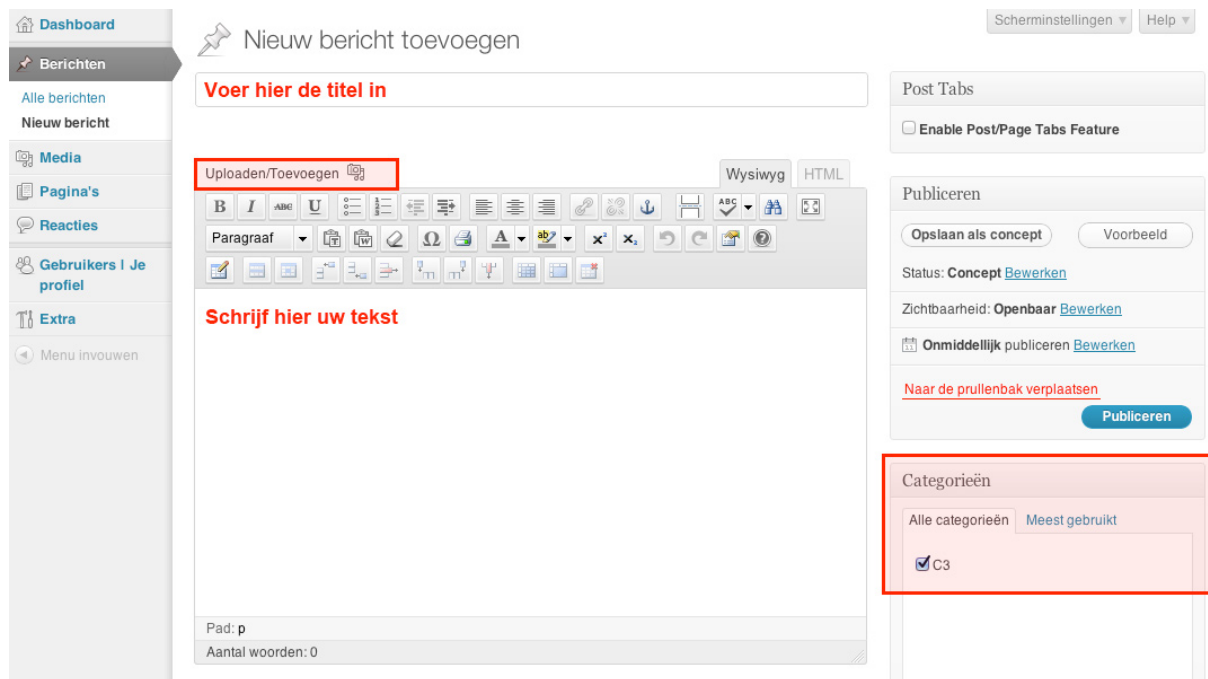 Dashboard
Berichten
Alle berichten
Nieuw bericht
Media
Pagina's
Reacties
Gebruikers | Je
profiel
Extra
Menu invouwen
Scherminstellingen
Help
Nieuw bericht toevoegen
Voer hier de titel in
Uploaden/Toevoegen
Wysiwyg
HTML
B I ABC U
ABC
Paragraaf
Schrijf hier uw tekst
Pad: p
Aantal woorden: 0
Post Tabs
Enable Post/Page Tabs Feature
Publiceren
Opslaan als concept
Voorbeeld
Status: Concept Bewerken
Zichtbaarheid: Openbaar Bewerken
Onmiddellijk publiceren Bewerken
Naar de prullenbak verplaatsen
Publiceren
Categorieën
Alle categorieën
Meest gebruikt
C3